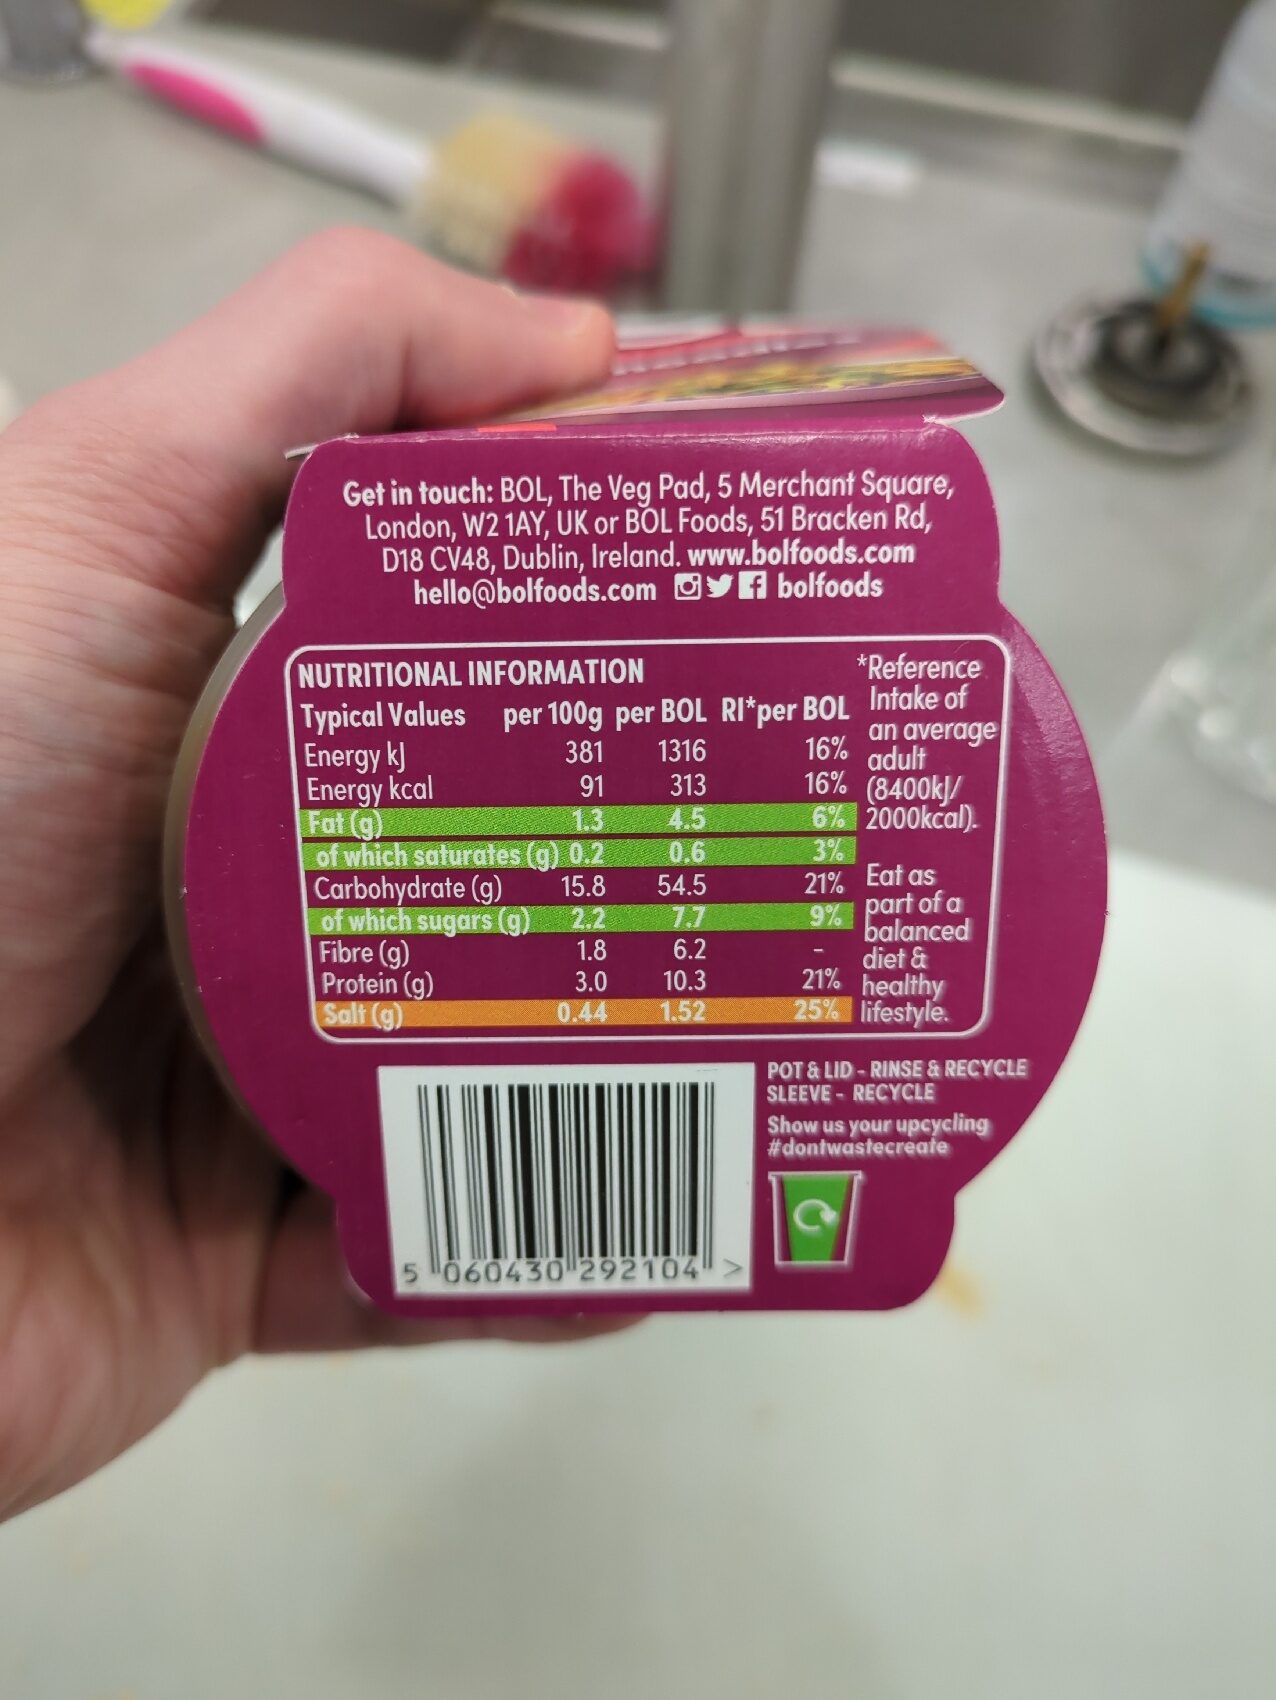 Get in touch: BOL, The Veg Pad, 5 Merchant Square,
London, W2 1AY, UK or BOL Foods, 51 Bracken Rd,
D18 CV48, Dublin, Ireland. www.bolfoods.com
hello@bolfoods.com bolfoods
NUTRITIONAL INFORMATION
Typical Values per 100g per BOL RI*per BOL
Energy kJ 381 1316 16%
Energy kcal 91 313 16%
Fat (g) 1.3 4.5 6%
of which saturates (g) 0.2 0.6 3%
Carbohydrate (g) 15.8 54.5 21%
of which sugars (g) 2.2 7.7 9%
Fibre (g) 1.8 6.2 -
Protein (g) 3.0 10.3 21%
Salt (g) 0.44 1.52 25%
*Reference
Intake of
an average
adult
(8400kJ/
2000kcal).
Eat as
part of a
balanced
diet &
healthy
lifestyle.
POT & LID - RINSE & RECYCLE
SLEEVE - RECYCLE
Show us your upcycling
#dontwastecreate
5 060430 292104 >